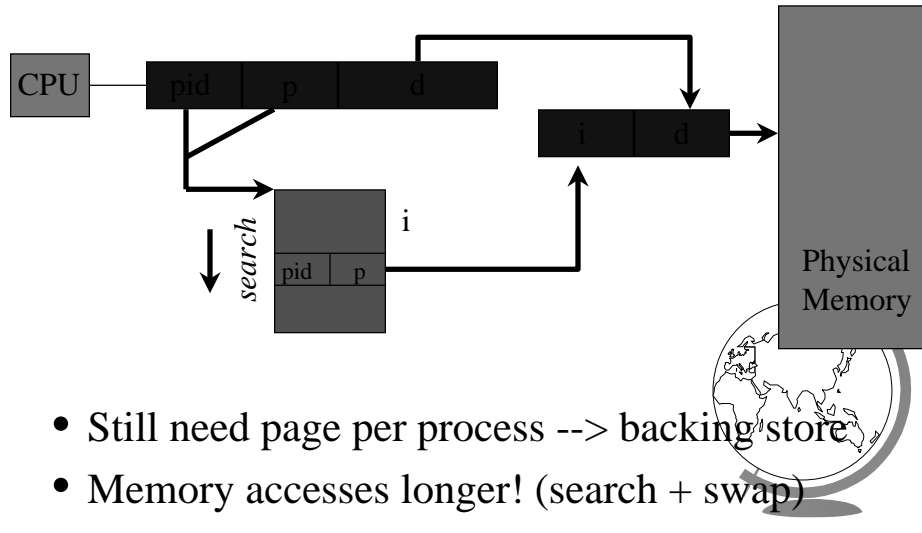 CPU
pid p d
i d
search
i
pid p
Physical
Memory
• Still need page per process --> backing store
• Memory accesses longer! (search + swap)